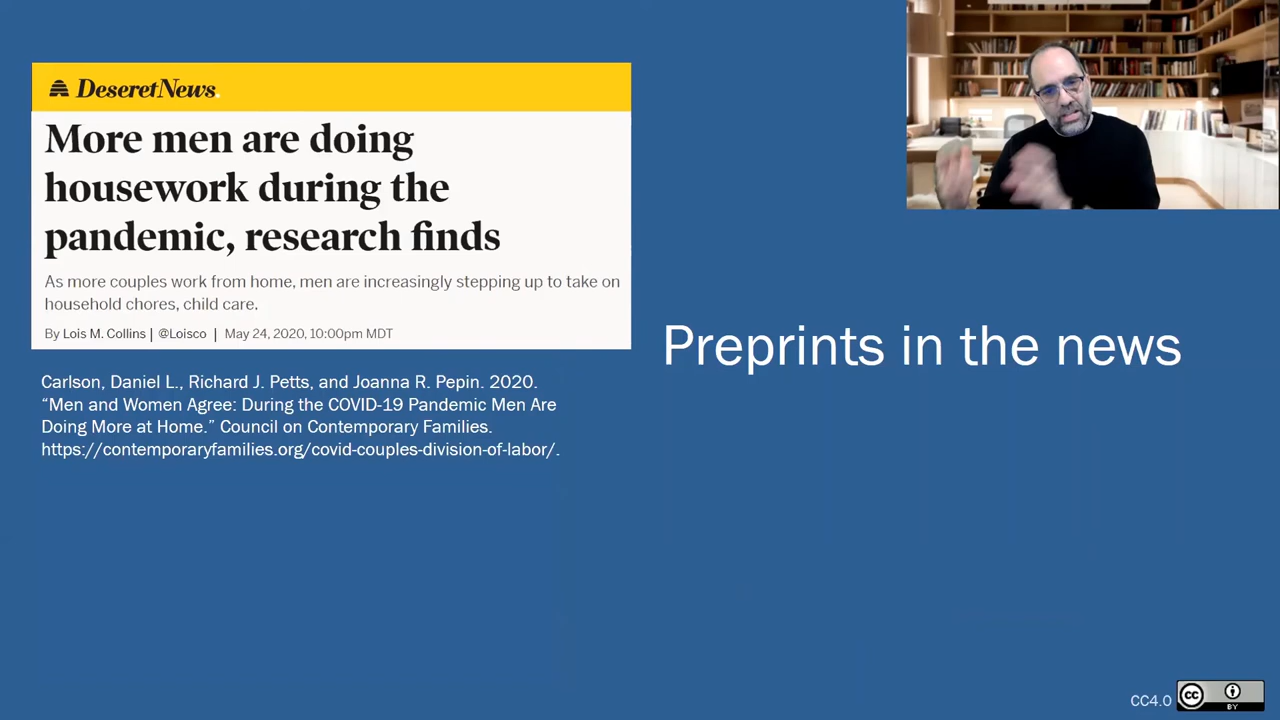 DeseretNews.
More men are doing
housework during the
pandemic, research finds
As more couples work from home, men are increasingly stepping up to take on
household chores, child care.
By Lois M. Collins | @Loisco | May 24, 2020, 10:00pm MDT
Carlson, Daniel L., Richard J. Petts, and Joanna R. Pepin. 2020.
“Men and Women Agree: During the COVID-19 Pandemic Men Are
Doing More at Home.” Council on Contemporary Families.
https://contemporaryfamilies.org/covid-couples-division-of-labor/.
Preprints in the news
CC4.0
cc
BY